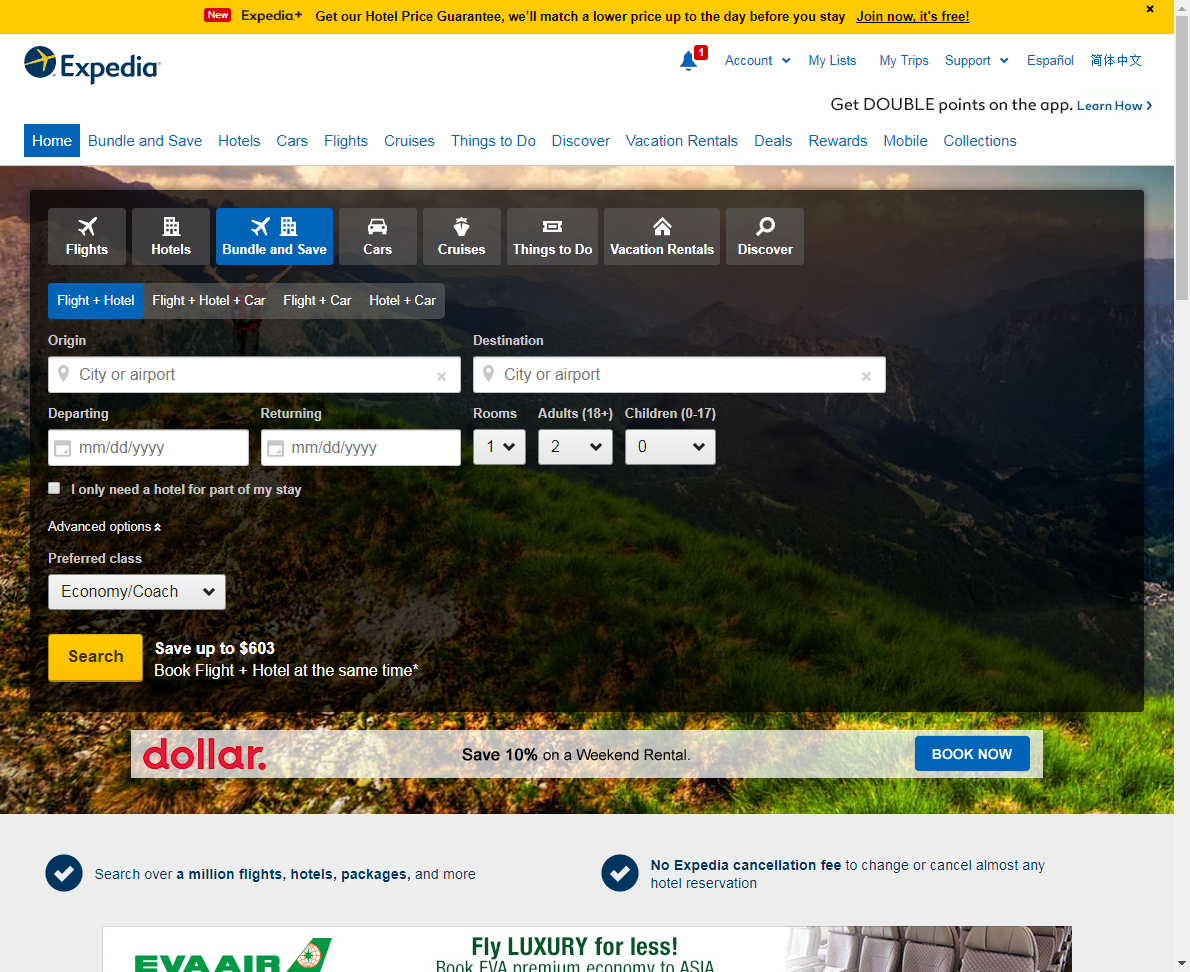 New Expedia+ Get our Hotel Price Guarantee, we'll match a lower price up to the day before you stay Join now, it's free!
Expedia
1 Account My Lists My Trips Support Español 简体中文
Get DOUBLE points on the app. Learn How
Home Bundle and Save Hotels Cars Flights Cruises Things to Do Discover Vacation Rentals Deals Rewards Mobile Collections
Flights Hotels Bundle and Save Cars Cruises Things to Do Vacation Rentals Discover
Flight + Hotel Flight + Hotel + Car Flight + Car Hotel + Car
Origin Destination
City or airport City or airport
Departing Returning Rooms Adults (18+) Children (0-17)
mm/dd/yyyy mm/dd/yyyy 1 2 0
I only need a hotel for part of my stay
Advanced options
Preferred class
Economy/Coach
Search Save up to $603
Book Flight + Hotel at the same time*
dollar. Save 10% on a Weekend Rental. BOOK NOW
Search over a million flights, hotels, packages, and more
No Expedia cancellation fee to change or cancel almost any
hotel reservation
Fly LUXURY for less!
EVA AIR Book EVA premium economy to ASIA